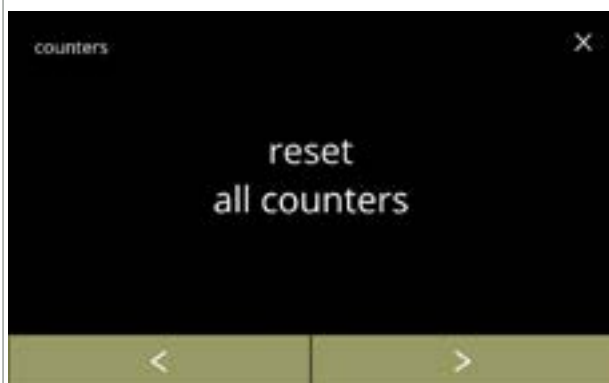 counters
×
reset
all counters
< >